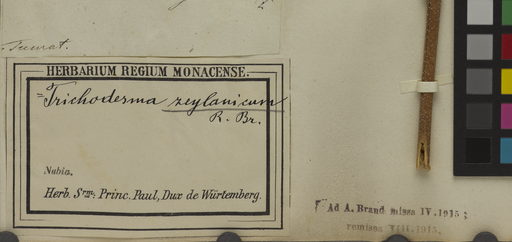 HERBARIUM REGIUM MONACENSE.
=Trichodesma zeylanicum
R. Br.
Nubia.
Herb. Srm: Princ. Paul, Dux de Würtemberg.
Ad A. Brand missa IV. 1915;
remissa VIII. 1915.